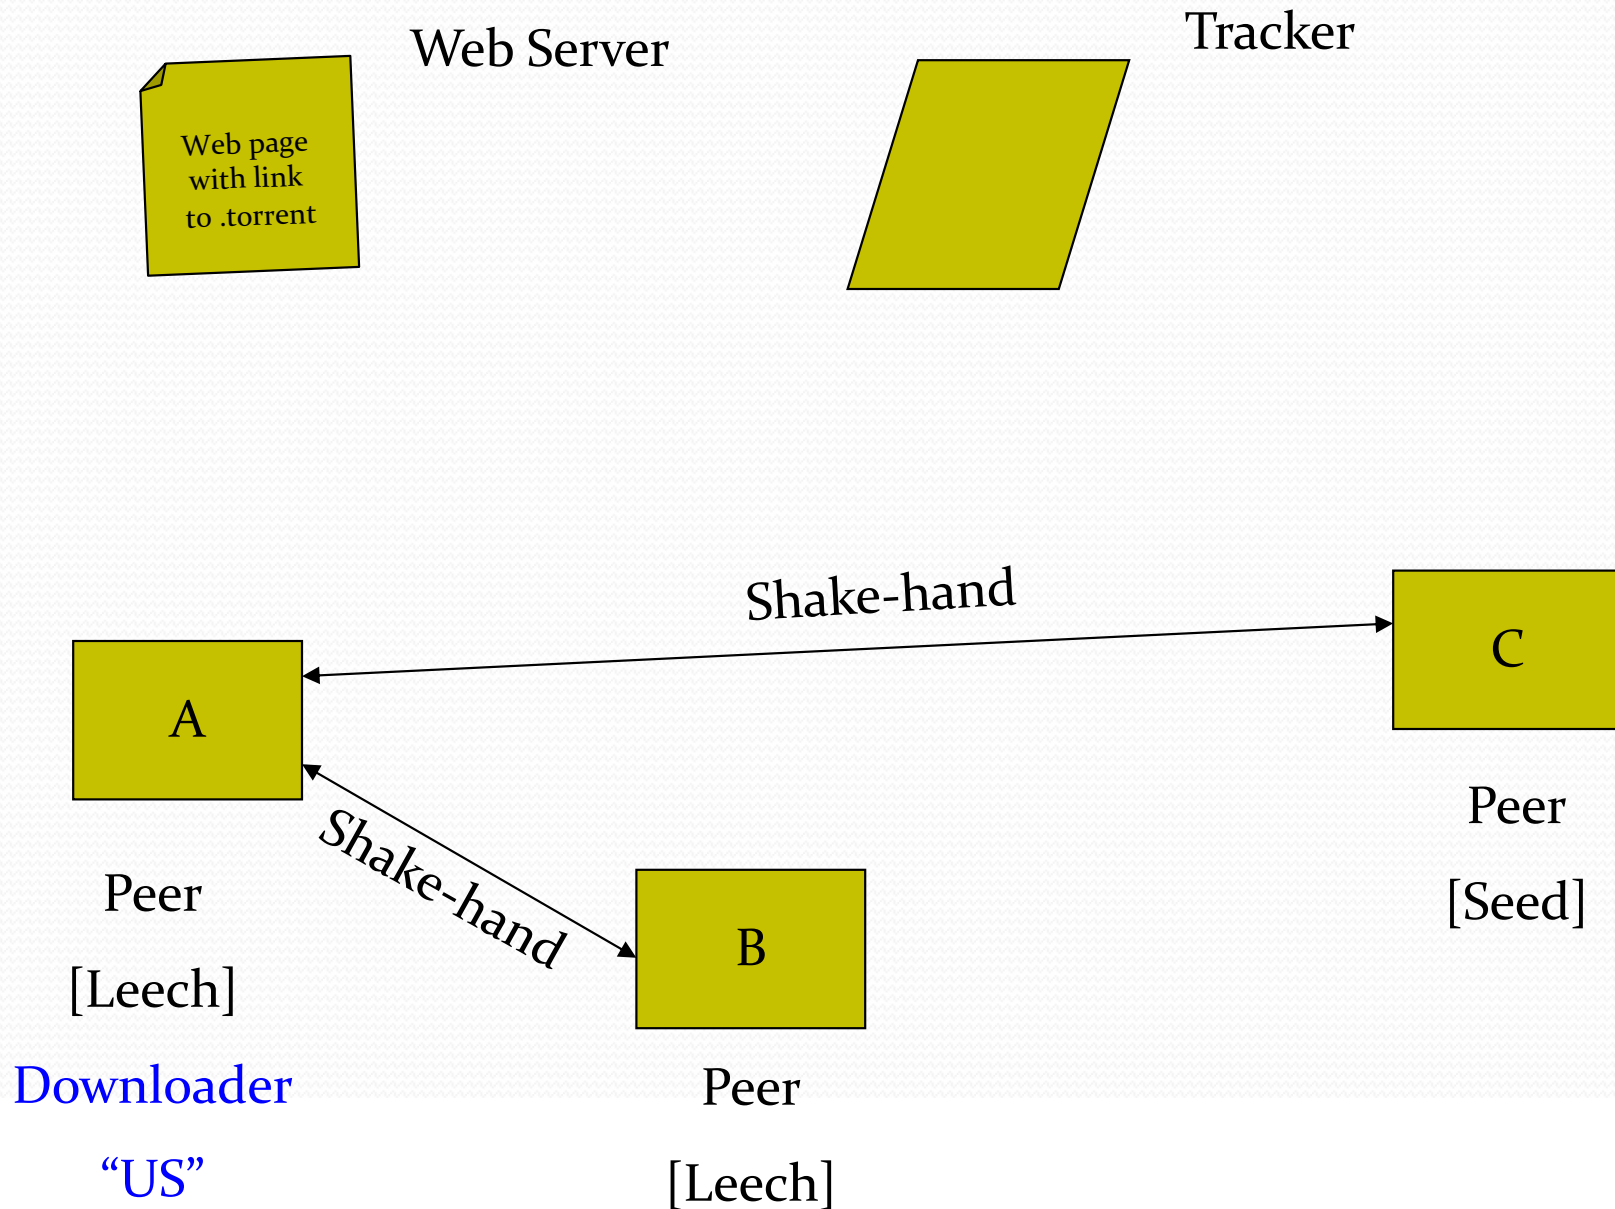 Web Server
Tracker
Web page
with link
to .torrent
Shake-hand
C
A
Peer
[Seed]
Shake-hand
Peer
[Leech]
Downloader
“US”
B
Peer
[Leech]